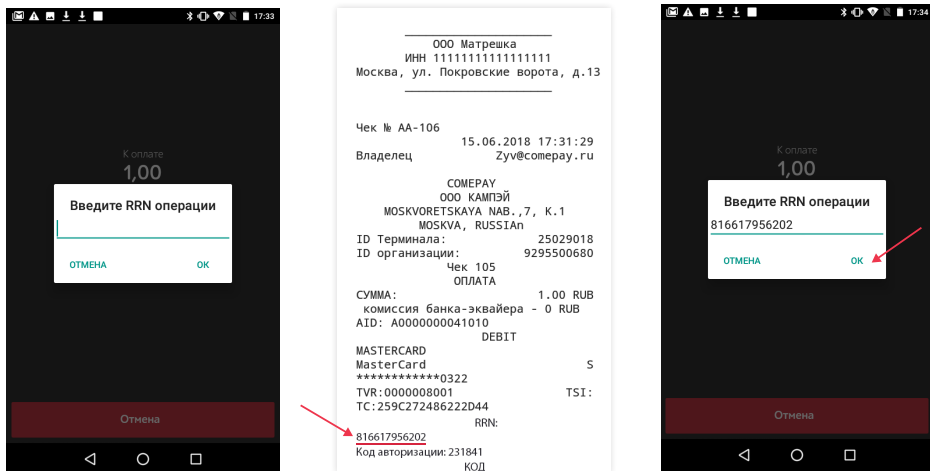 17:33
К оплате
1,00
Введите RRN операции
ОТМЕНА
ОК
Отмена
ООО Матрешка
ИНН 11111111111111111
Москва, ул. Покровские ворота, д.13
Чек № АА-106
15.06.2018 17:31:29
Владелец Zyv@comepay.ru
COMEPAY
ООО КАМПЭЙ
MOSKVORETSKAYA NAB.,7, K.1
MOSKVA, RUSSIAn
ID Терминала: 25029018
ID организации: 9295500680
Чек 105
ОПЛАТА
СУММА: 1.00 RUB
комиссия банка-эквайера - 0 RUB
AID: A0000000041010
DEBIT
MASTERCARD
MasterCard S
************0322
TVR:0000008001 TSI:
TC:259C272486222D44
RRN:
816617956202
Код авторизации: 231841
КОД
17:34
К оплате
1,00
Введите RRN операции
816617956202
ОТМЕНА
ОК
Отмена